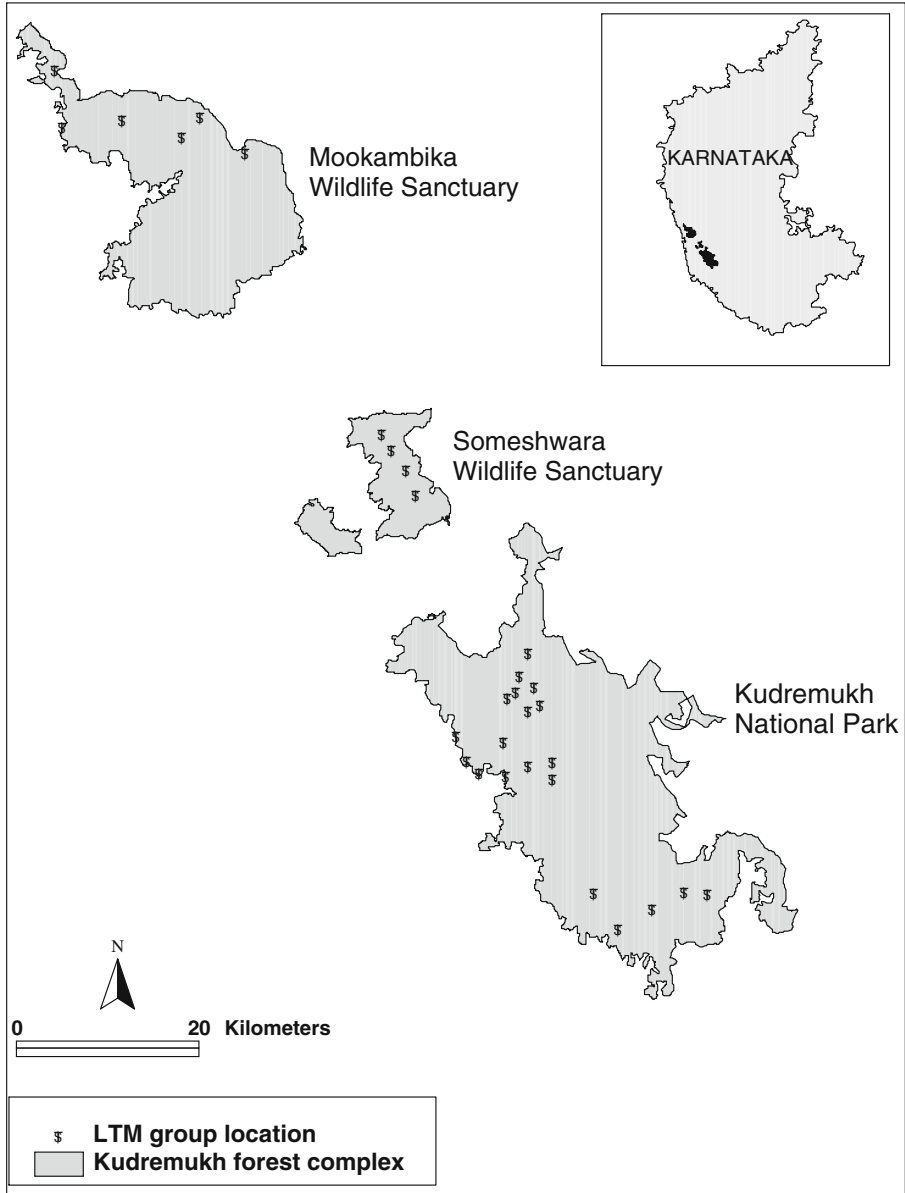 Mookambika
Wildlife Sanctuary
KARNATAKA
Someshwara
Wildlife Sanctuary
Kudremukh
National Park
N
0 20 Kilometers
LTM group location
Kudremukh forest complex